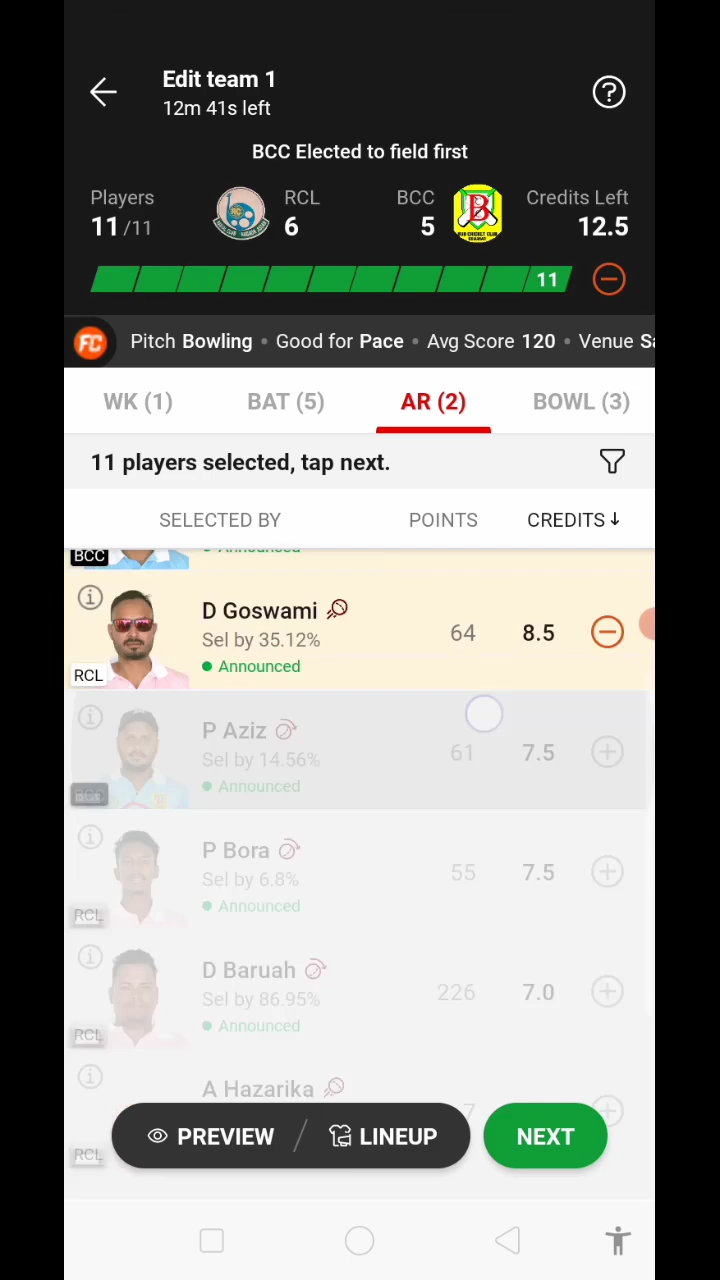 Edit team 1
12m 41s left
BCC Elected to field first
Players
11/11
RCL
6
BCC
5
Credits Left
12.5
11
FC
Pitch Bowling • Good for Pace • Avg Score 120 • Venue
WK (1)
BAT (5)
AR (2)
BOWL (3)
11 players selected, tap next.
SELECTED BY
POINTS
CREDITS↓
BCC
Announced
D Goswami
Sel by 35.12%
64
8.5
Announced
RCL
P Aziz
Sel by 14.56%
61
7.5
Announced
BCC
P Bora
Sel by 6.8%
55
7.5
Announced
RCL
D Baruah
Sel by 86.95%
226
7.0
Announced
RCL
A Hazarika
RCL
PREVIEW / LINEUP
NEXT